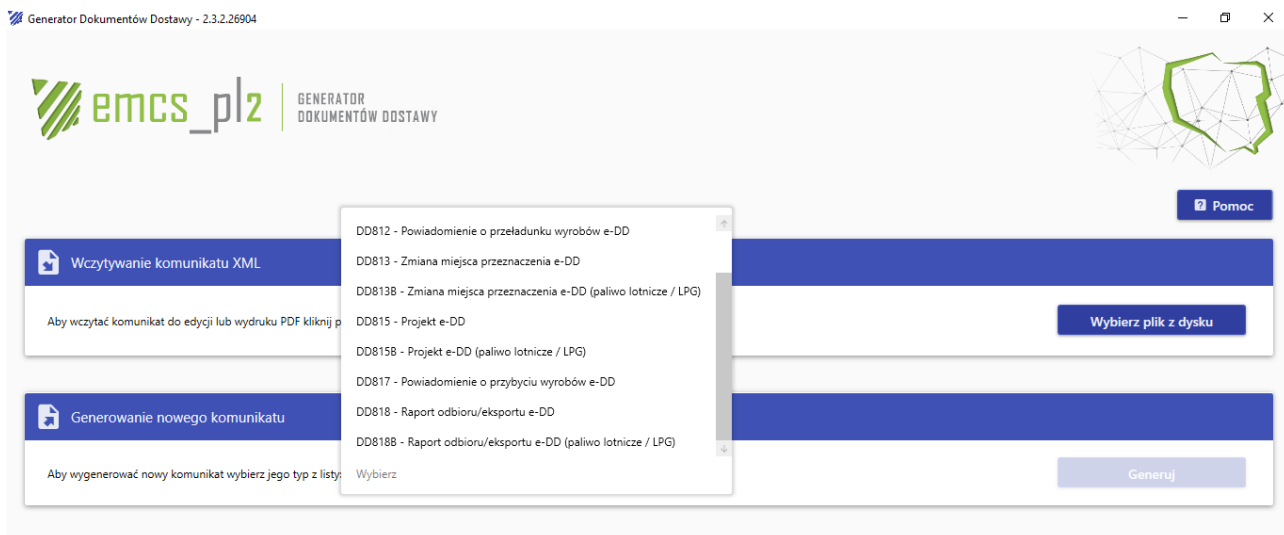 Generator Dokumentów Dostawy - 2.3.2.26904
emcs_pl2
GENERATOR
DOKUMENTÓW DOSTAWY
Pomoc
DD812 - Powiadomienie o przeładunku wyrobów e-DD
Wczytywanie komunikatu XML
DD813 - Zmiana miejsca przeznaczenia e-DD
DD813B - Zmiana miejsca przeznaczenia e-DD (paliwo lotnicze / LPG)
Aby wczytać komunikat do edycji lub wydruku PDF kliknij p
DD815 - Projekt e-DD
Wybierz plik z dysku
DD815B - Projekt e-DD (paliwo lotnicze / LPG)
DD817 - Powiadomienie o przybyciu wyrobów e-DD
Generowanie nowego komunikatu
DD818 - Raport odbioru/eksportu e-DD
DD818B - Raport odbioru/eksportu e-DD (paliwo lotnicze / LPG)
Aby wygenerować nowy komunikat wybierz jego typ z listy:
Wybierz
Generuj